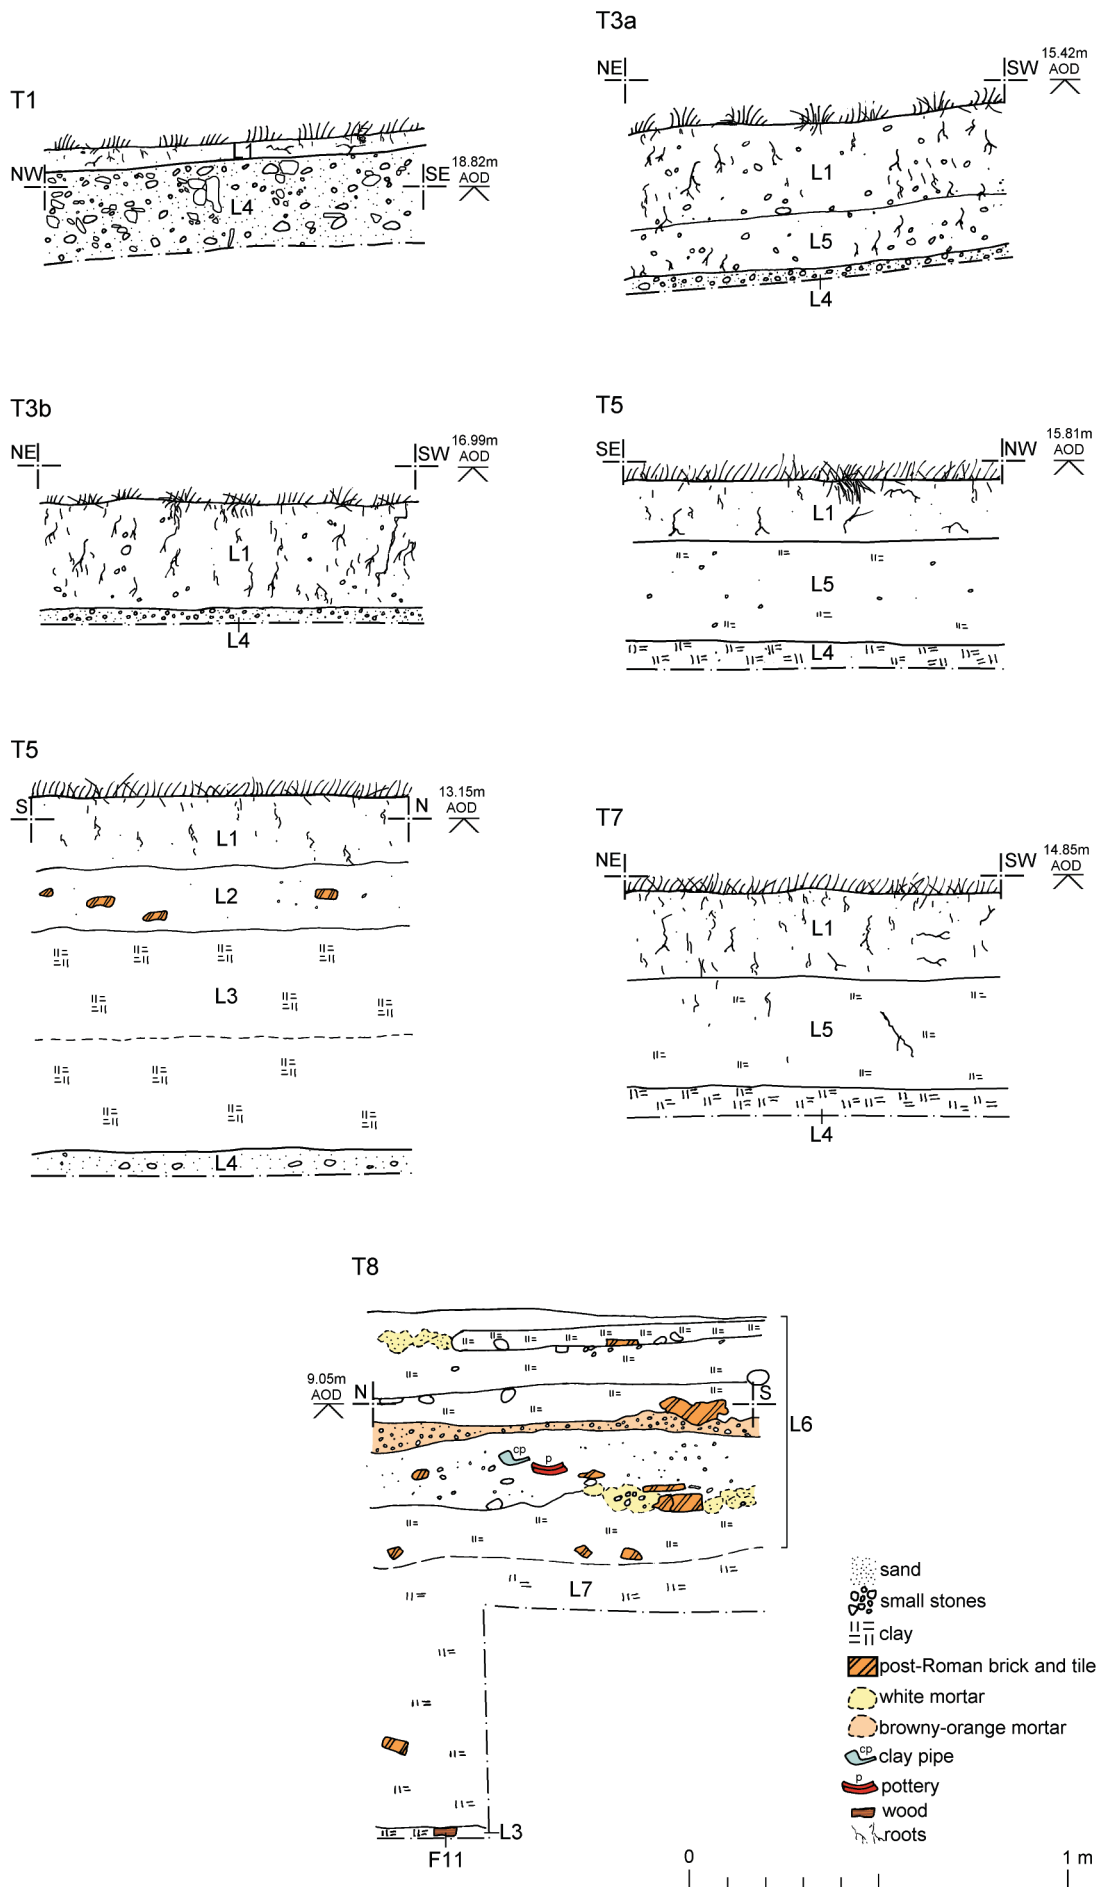 T1
L1
NW
SE
18.82m
AOD
L4
T3a
NE
SW
15.42m
AOD
L1
L5
L4
T3b
NE
SW
16.99m
AOD
L1
L4
T5
SE
NW
15.81m
AOD
L1
L5
L4
T5
S
N
13.15m
AOD
L1
L2
L3
L4
T7
NE
SW
14.85m
AOD
L1
L5
L4
T8
9.05m
AOD
N
S
L6
cp
p
L7
L3
F11
sand
small stones
clay
post-Roman brick and tile
white mortar
browny-orange mortar
cp
clay pipe
p
pottery
wood
roots
0
1 m